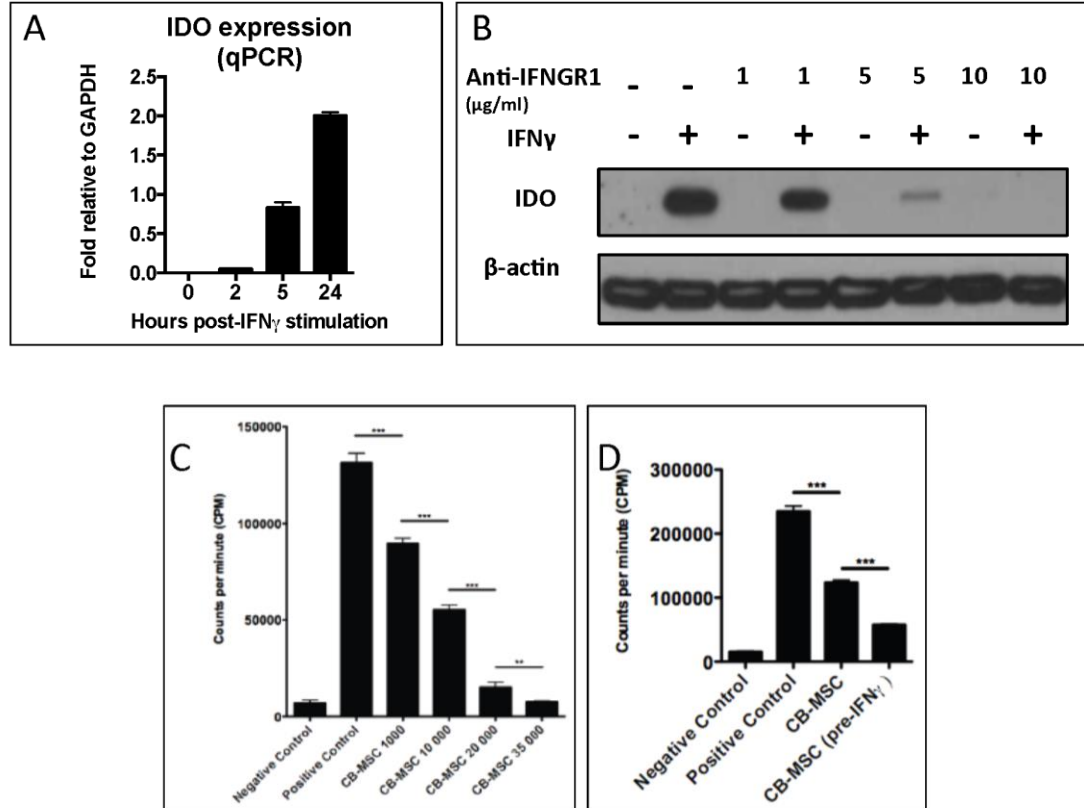 A
IDO expression
(qPCR)
Fold relative to GAPDH
2.5
2.0
1.5
1.0
0.5
0.0
0 2 5 24
Hours post-IFNγ stimulation
B
Anti-IFNGR1 - - 1 1 5 5 10 10
(μg/ml)
IFNγ - + - + - + - +
IDO
β-actin
C
Counts per minute (CPM)
150000
100000
50000
0
***
***
***
**
Negative Control
Positive Control
CB-MSC 1000
CB-MSC 10 000
CB-MSC 20 000
CB-MSC 35 000
D
Counts per minute (CPM)
300000
200000
100000
0
***
***
Negative Control
Positive Control
CB-MSC
CB-MSC (pre-IFNγ)